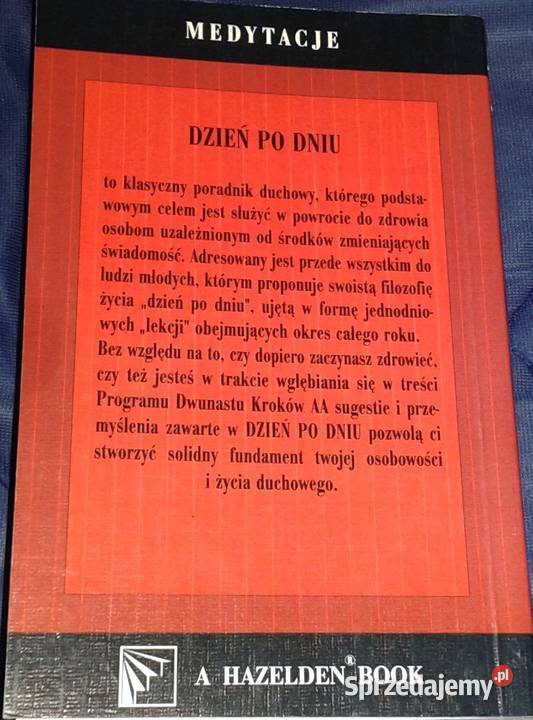 MEDYTACJE
DZIEŃ PO DNIU
to klasyczny poradnik duchowy, którego podsta-
wowym celem jest służyć w powrocie do zdrowia
osobom uzależnionym od środków zmieniających
świadomość. Adresowany jest przede wszystkim do
ludzi młodych, którym proponuje swoistą filozofię
życia „dzień po dniu", ujętą w formę jednodnio-
wych „lekcji" obejmujących okres całego roku.
Bez względu na to, czy dopiero zaczynasz zdrowieć,
czy też jesteś w trakcie wgłębiania się w treści
Programu Dwunastu Kroków AA sugestie i prze-
myślenia zawarte w DZIEŃ PO DNIU pozwolą ci
stworzyć solidny fundament twojej osobowości
i życia duchowego.
A HAZELDEN® BOOK
Sprzedajemy.pl